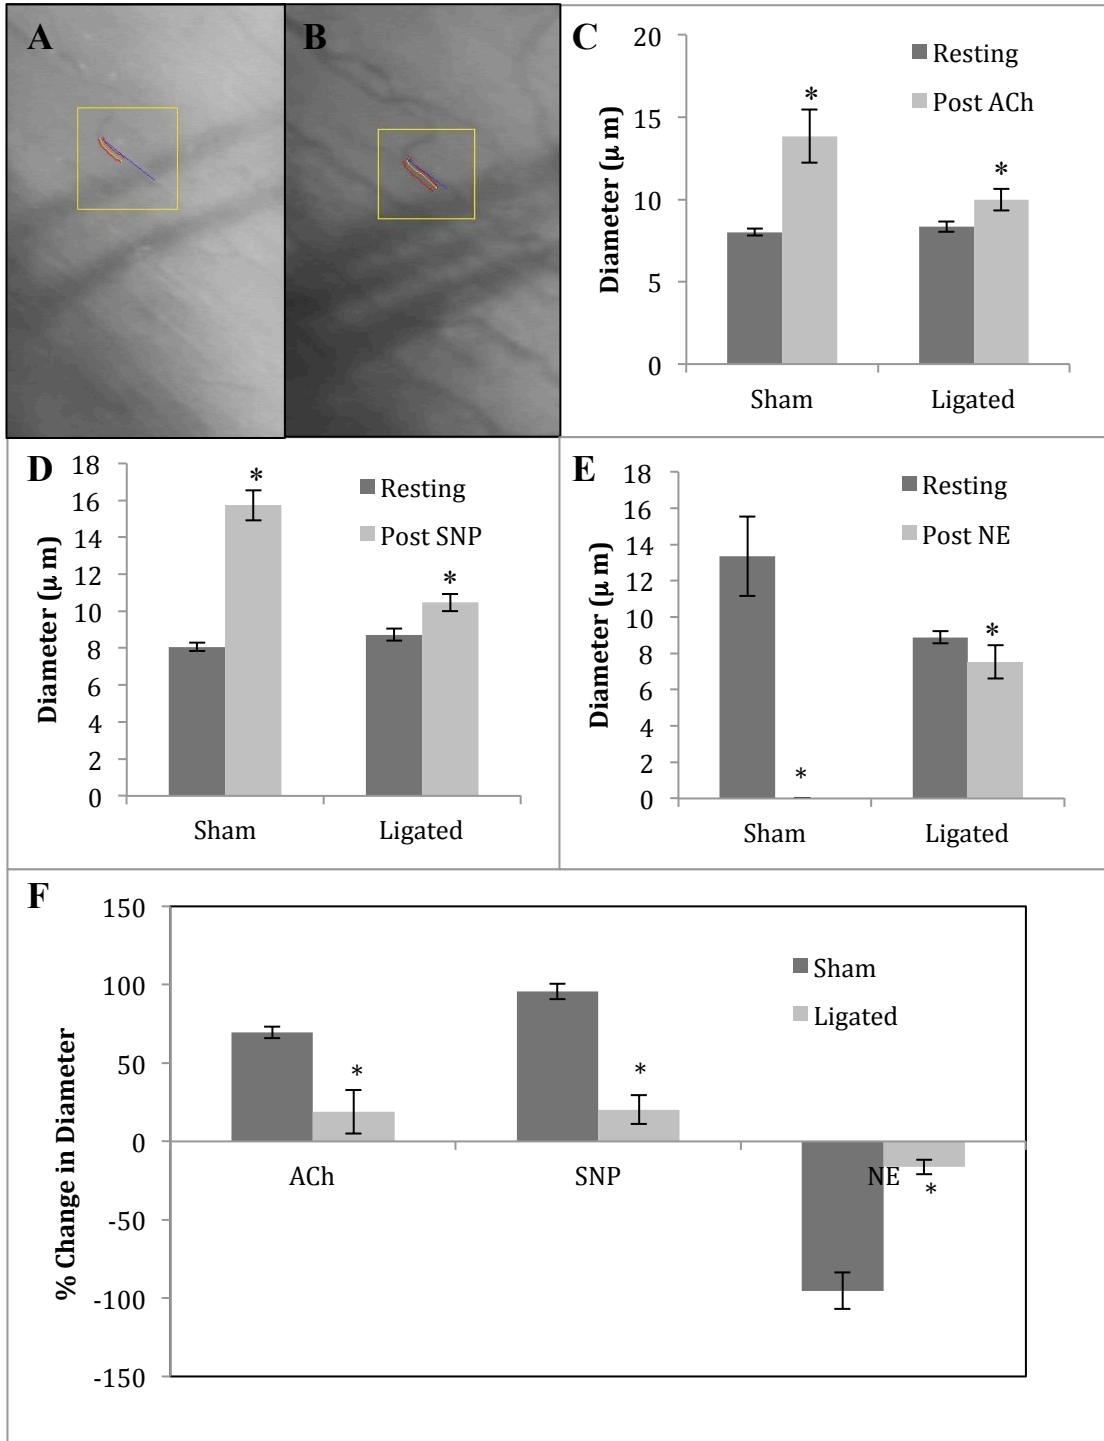 A
B
C
20
15
10
5
0
Diameter (μ m)
Resting
Post ACh
*
*
Sham
Ligated
D
18
16
14
12
10
8
6
4
2
0
Diameter (μ m)
Resting
Post SNP
*
*
Sham
Ligated
E
18
16
14
12
10
8
6
4
2
0
Diameter (μ m)
Resting
Post NE
*
*
Sham
Ligated
F
150
100
50
0
-50
-100
-150
% Change in Diameter
Sham
Ligated
*
*
*
ACh
SNP
NE